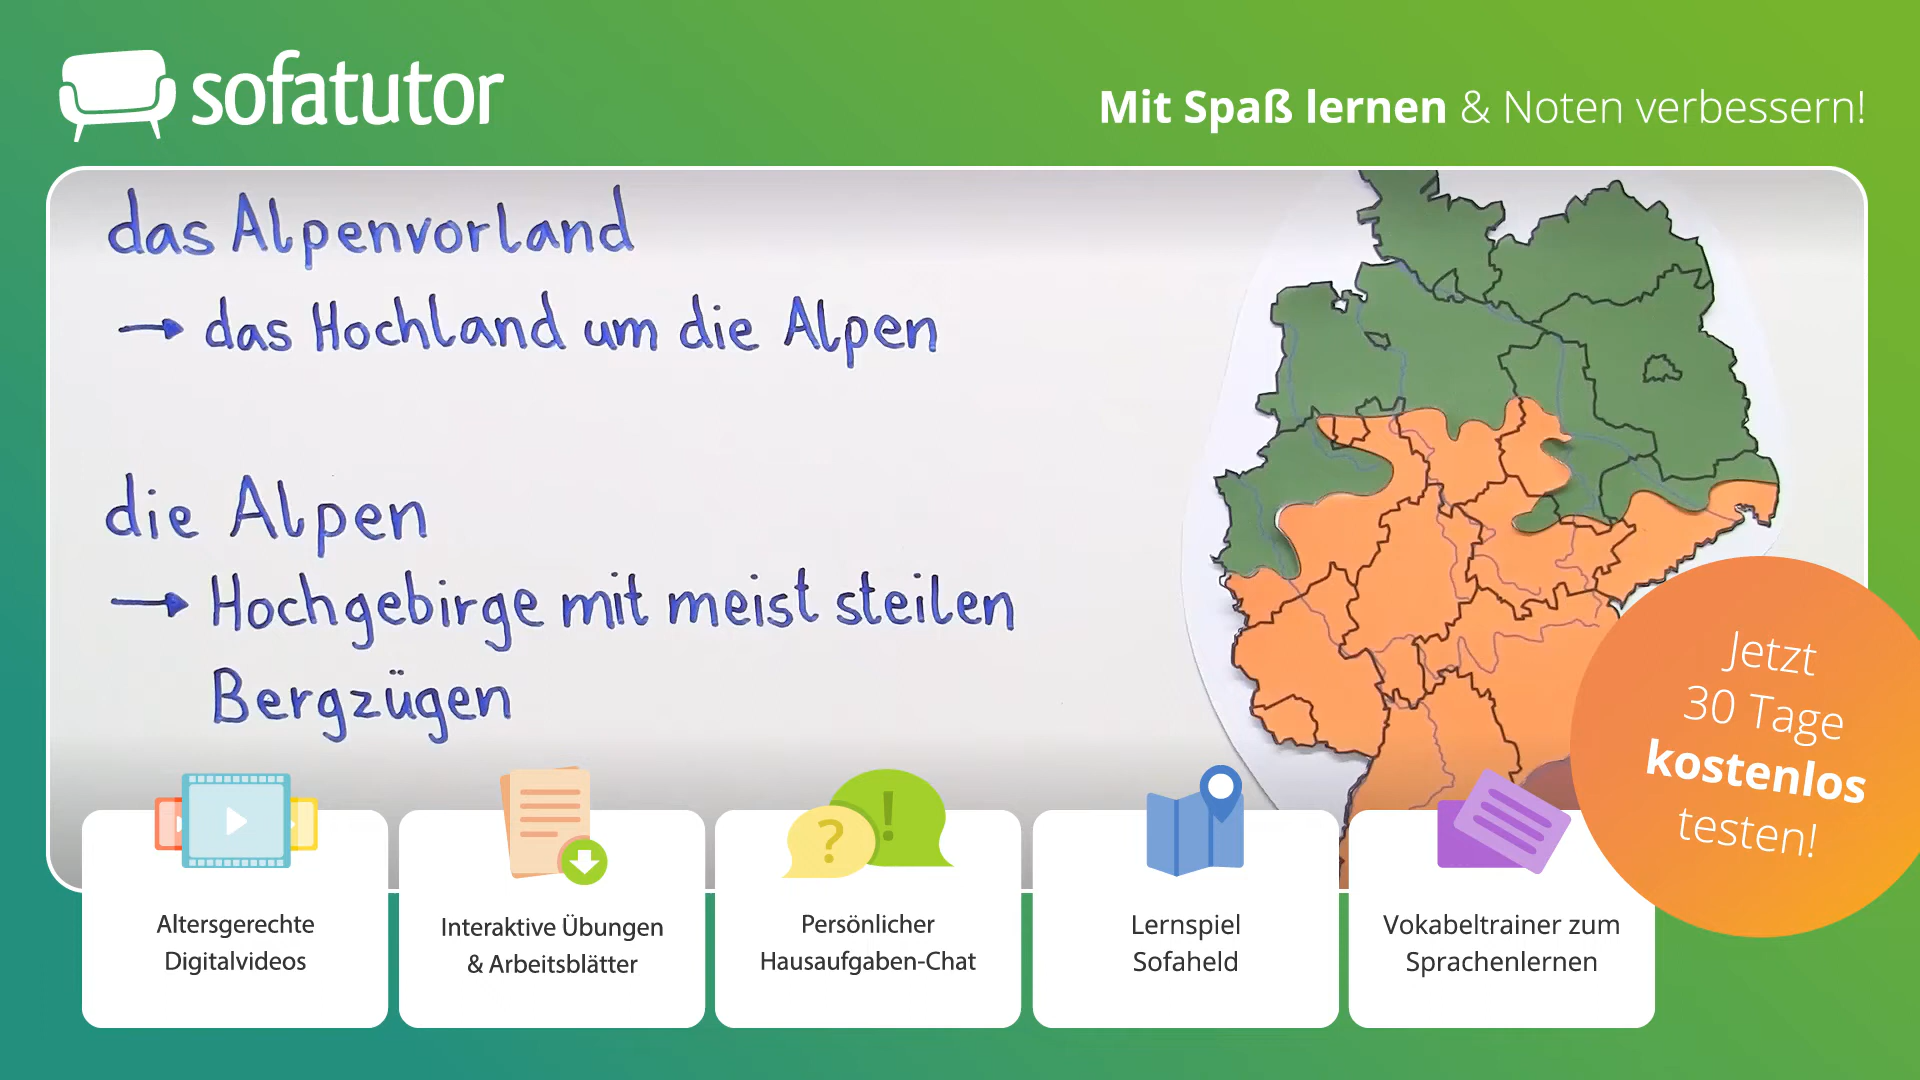 sofatutor
Mit Spaß lernen & Noten verbessern!
das Alpenvorland
→ das Hochland um die Alpen
die Alpen
→ Hochgebirge mit meist steilen
Bergzügen
? !
Jetzt
30 Tage
kostenlos
testen!
Altersgerechte
Digitalvideos
Interaktive Übungen
& Arbeitsblätter
Persönlicher
Hausaufgaben-Chat
Lernspiel
Sofaheld
Vokabeltrainer zum
Sprachenlernen